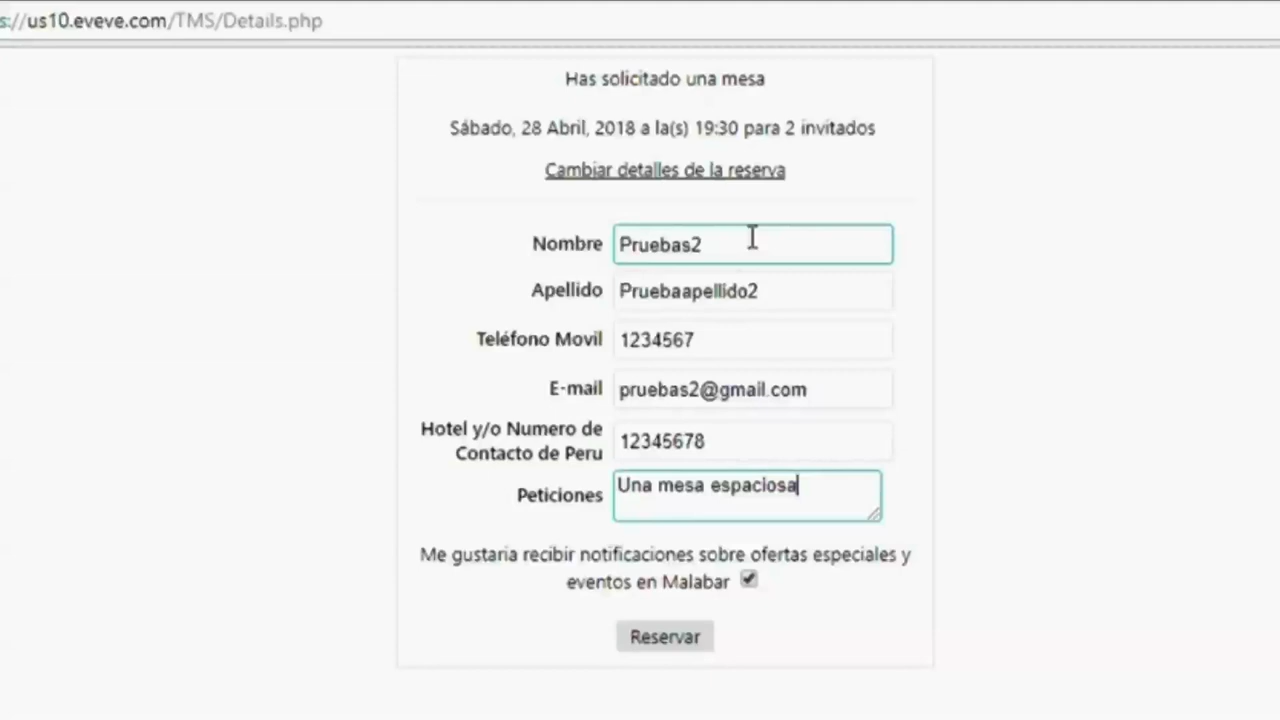 s://us10.eveve.com/TMS/Details.php
Has solicitado una mesa
Sábado, 28 Abril, 2018 a la(s) 19:30 para 2 invitados
Cambiar detalles de la reserva
Nombre Pruebas2
Apellido Pruebaapellido2
Teléfono Movil 1234567
E-mail pruebas2@gmail.com
Hotel y/o Numero de
Contacto de Peru 12345678
Peticiones Una mesa espaciosa
Me gustaria recibir notificaciones sobre ofertas especiales y
eventos en Malabar
Reservar